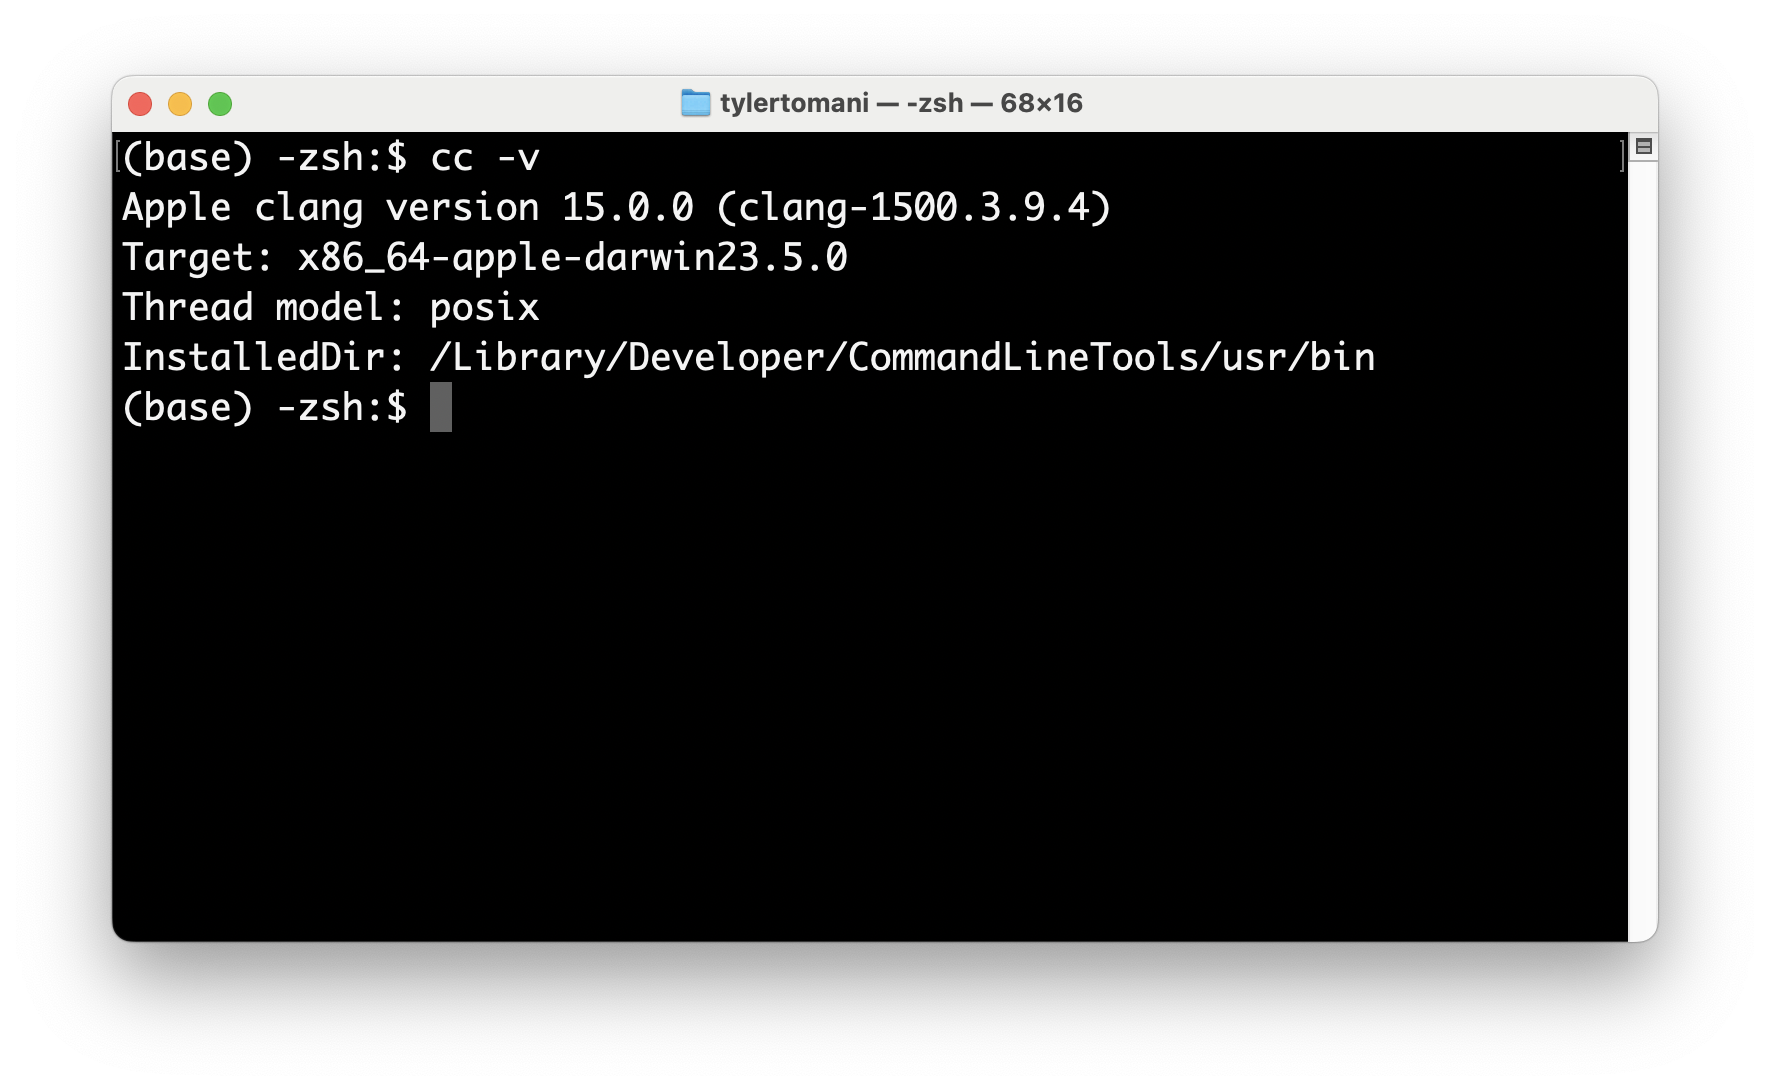 tylertomani — -zsh — 68×16
(base) -zsh:$ cc -v
Apple clang version 15.0.0 (clang-1500.3.9.4)
Target: x86_64-apple-darwin23.5.0
Thread model: posix
InstalledDir: /Library/Developer/CommandLineTools/usr/bin
(base) -zsh:$